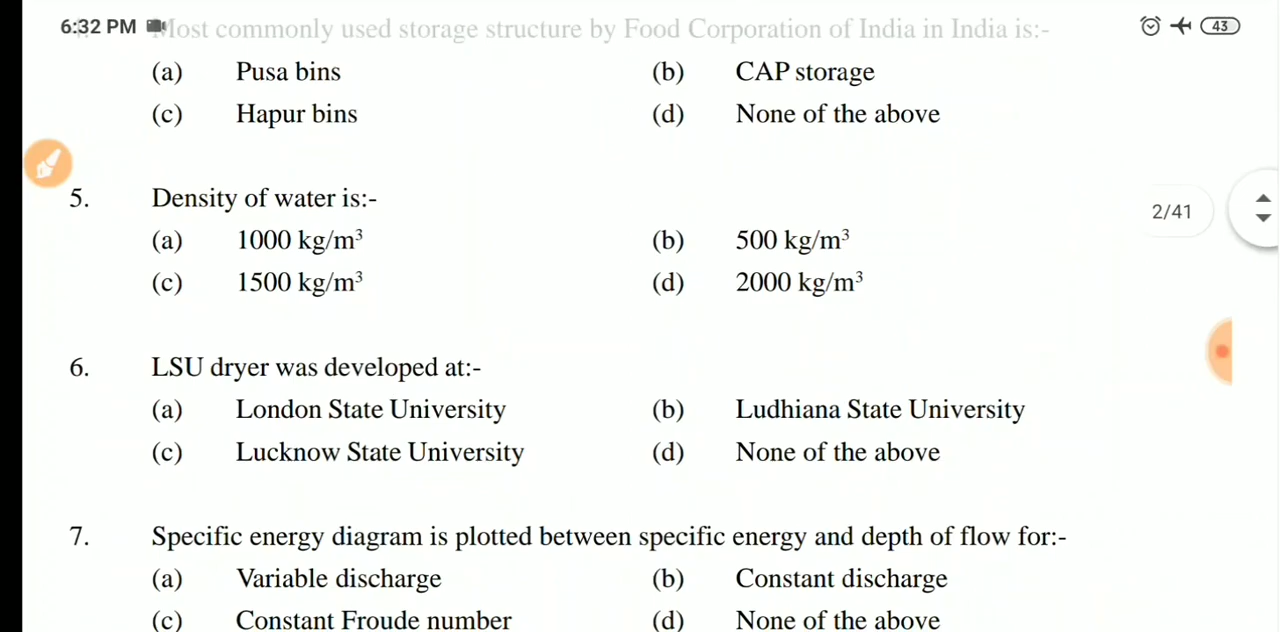 6:32 PM Most commonly used storage structure by Food Corporation of India in India is:- 43
(a) Pusa bins (b) CAP storage
(c) Hapur bins (d) None of the above
5. Density of water is:- 2/41
(a) 1000 kg/m³ (b) 500 kg/m³
(c) 1500 kg/m³ (d) 2000 kg/m³
6. LSU dryer was developed at:-
(a) London State University (b) Ludhiana State University
(c) Lucknow State University (d) None of the above
7. Specific energy diagram is plotted between specific energy and depth of flow for:-
(a) Variable discharge (b) Constant discharge
(c) Constant Froude number (d) None of the above